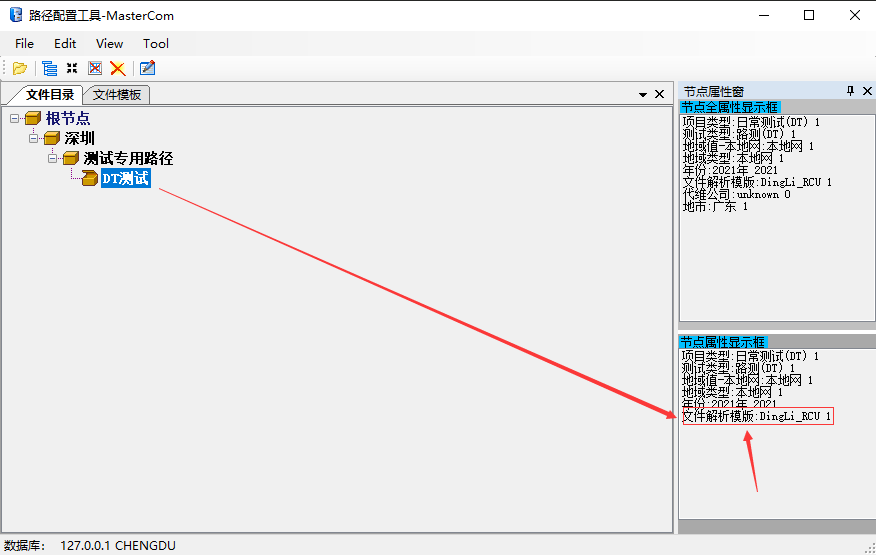 路径配置工具-MasterCom
File Edit View Tool
文件目录 文件模板
根节点
深圳
测试专用路径
DT测试
节点属性窗
节点全属性显示框
项目类型:日常测试(DT) 1
测试类型:路测(DT) 1
地域值-本地网:本地网 1
地域类型:本地网 1
年份:2021年 2021
文件解析模版:DingLi_RCU 1
代维公司:unknown 0
地市:广东 1
节点属性显示框
项目类型:日常测试(DT) 1
测试类型:路测(DT) 1
地域值-本地网:本地网 1
地域类型:本地网 1
年份:2021年 2021
文件解析模版:DingLi_RCU 1
数据库: 127.0.0.1 CHENGDU